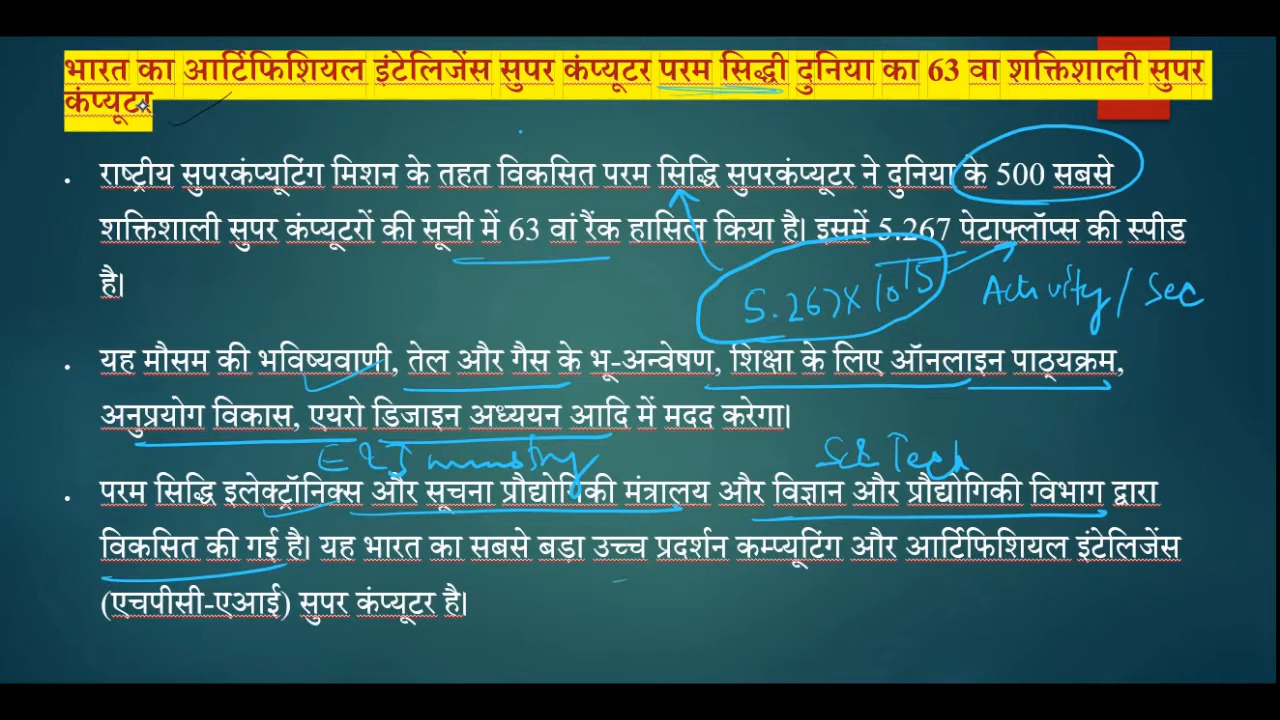 भारत का आर्टिफिशियल इंटेलिजेंस सुपर कंप्यूटर परम सिद्धी दुनिया का 63 वा शक्तिशाली सुपर
कंप्यूटर
• राष्ट्रीय सुपरकंप्यूटिंग मिशन के तहत विकसित परम सिद्धि सुपरकंप्यूटर ने दुनिया के 500 सबसे
शक्तिशाली सुपर कंप्यूटरों की सूची में 63 वां रैंक हासिल किया है। इसमें 5.267 पेटाफ्लॉप्स की स्पीड
है।
5.267 X 10^15 Activity / Sec
• यह मौसम की भविष्यवाणी, तेल और गैस के भू-अन्वेषण, शिक्षा के लिए ऑनलाइन पाठ्यक्रम,
अनुप्रयोग विकास, एयरो डिजाइन अध्ययन आदि में मदद करेगा।
E & I ministry Sc & Tech
• परम सिद्धि इलेक्ट्रॉनिक्स और सूचना प्रौद्योगिकी मंत्रालय और विज्ञान और प्रौद्योगिकी विभाग द्वारा
विकसित की गई है। यह भारत का सबसे बड़ा उच्च प्रदर्शन कम्प्यूटिंग और आर्टिफिशियल इंटेलिजेंस
(एचपीसी-एआई) सुपर कंप्यूटर है।